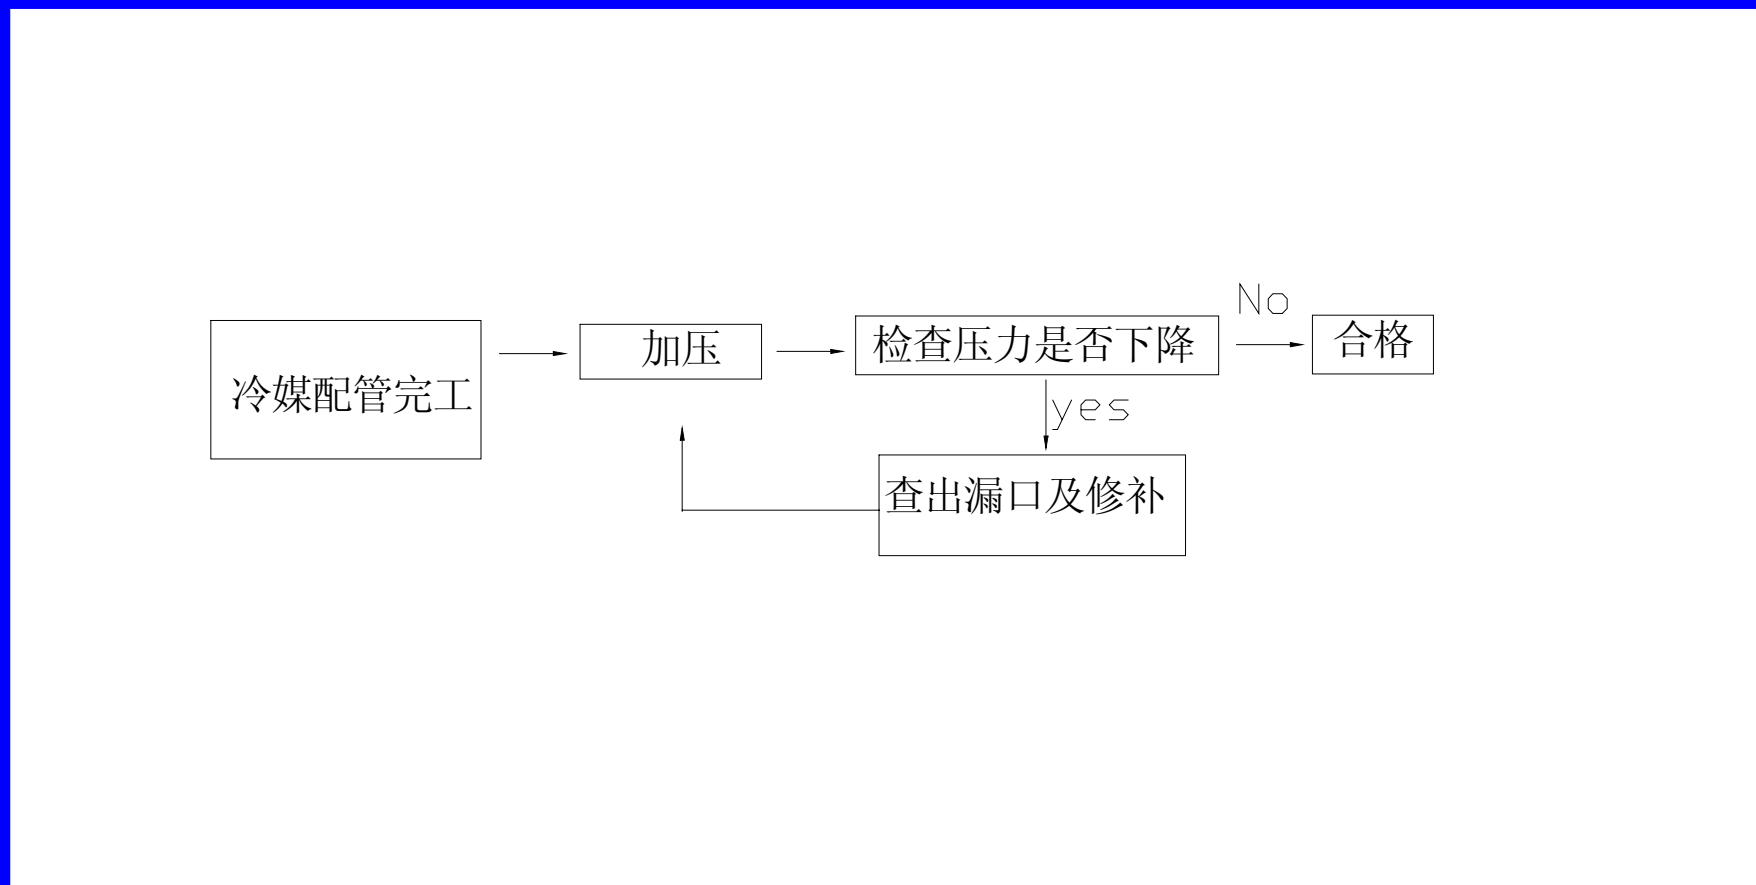 冷媒配管完工
加压
检查压力是否下降
No
合格
yes
查出漏口及修补